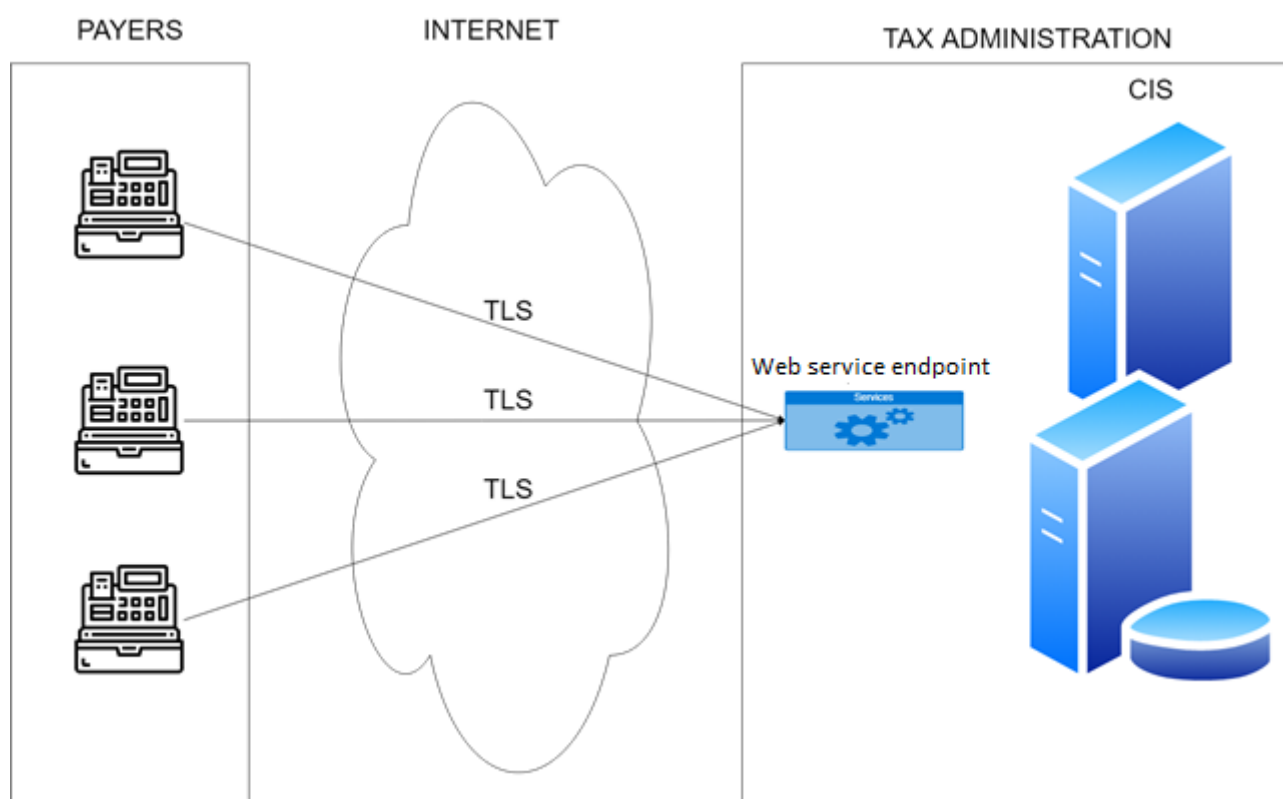 PAYERS
INTERNET
TAX ADMINISTRATION
CIS
TLS
Web service endpoint
Services
TLS
TLS